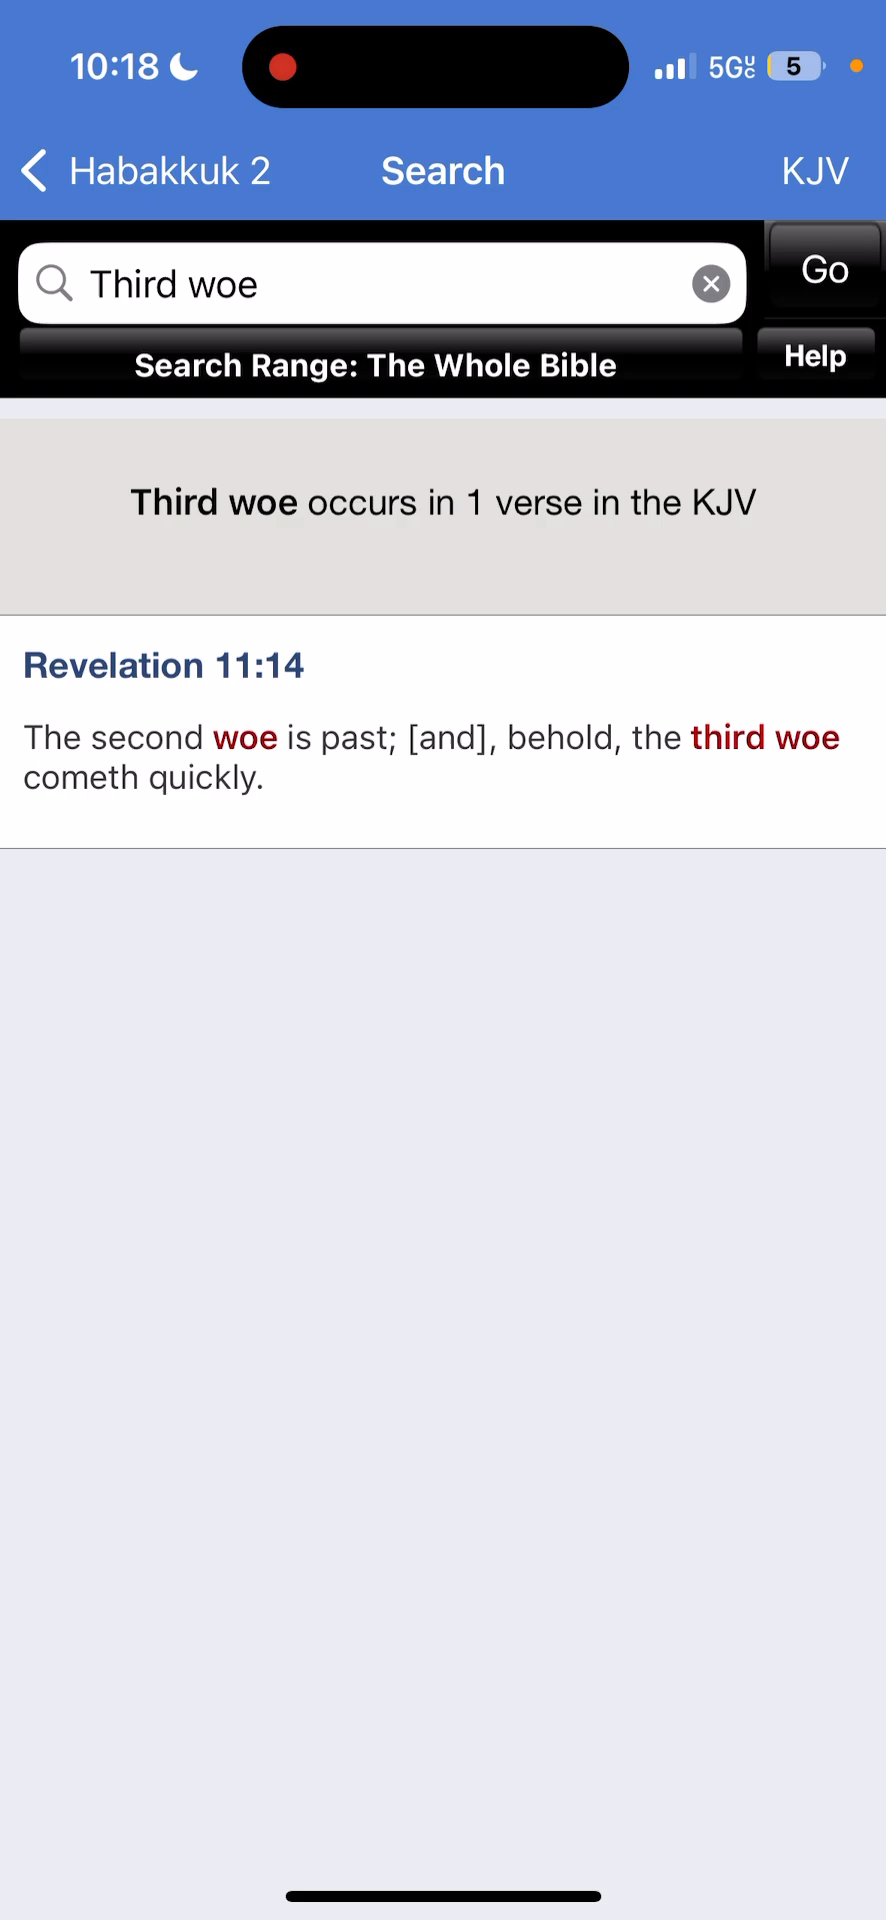 10:18 5GUC 5
Habakkuk 2 Search KJV
Third woe Go
Search Range: The Whole Bible Help
Third woe occurs in 1 verse in the KJV
Revelation 11:14
The second woe is past; [and], behold, the third woe
cometh quickly.